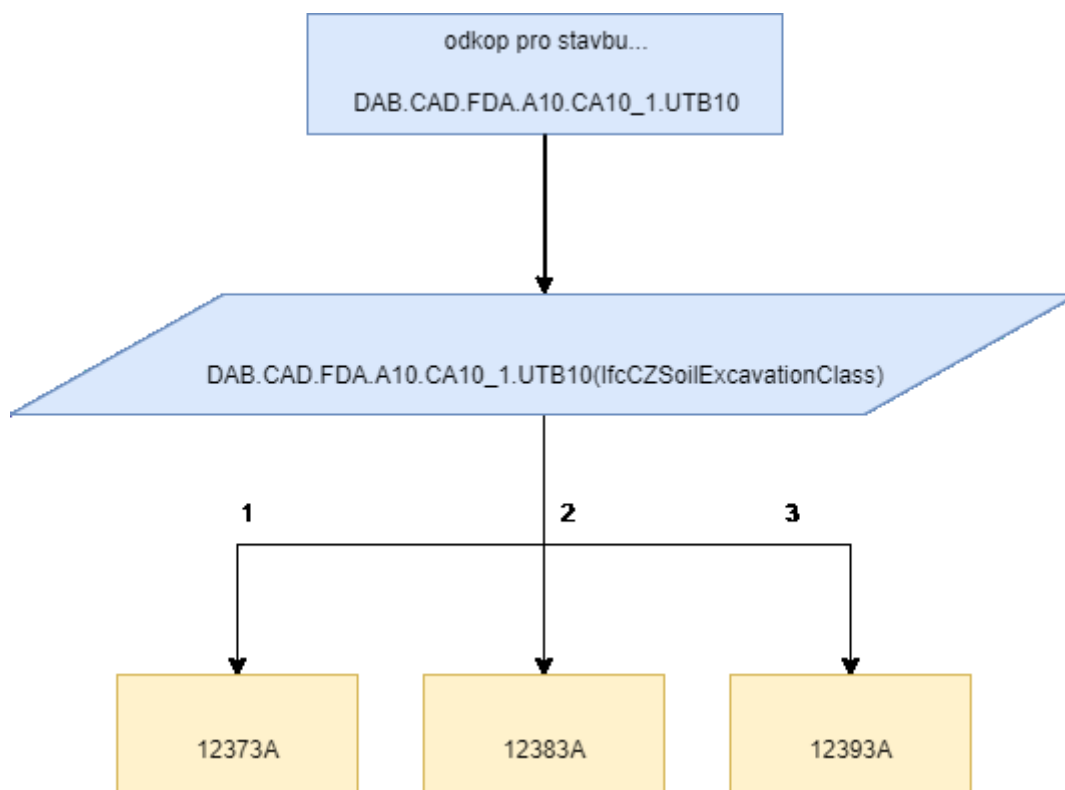 odkop pro stavbu...
DAB.CAD.FDA.A10.CA10_1.UTB10
DAB.CAD.FDA.A10.CA10_1.UTB10(IfcCZSoilExcavationClass)
1
2
3
12373A
12383A
12393A